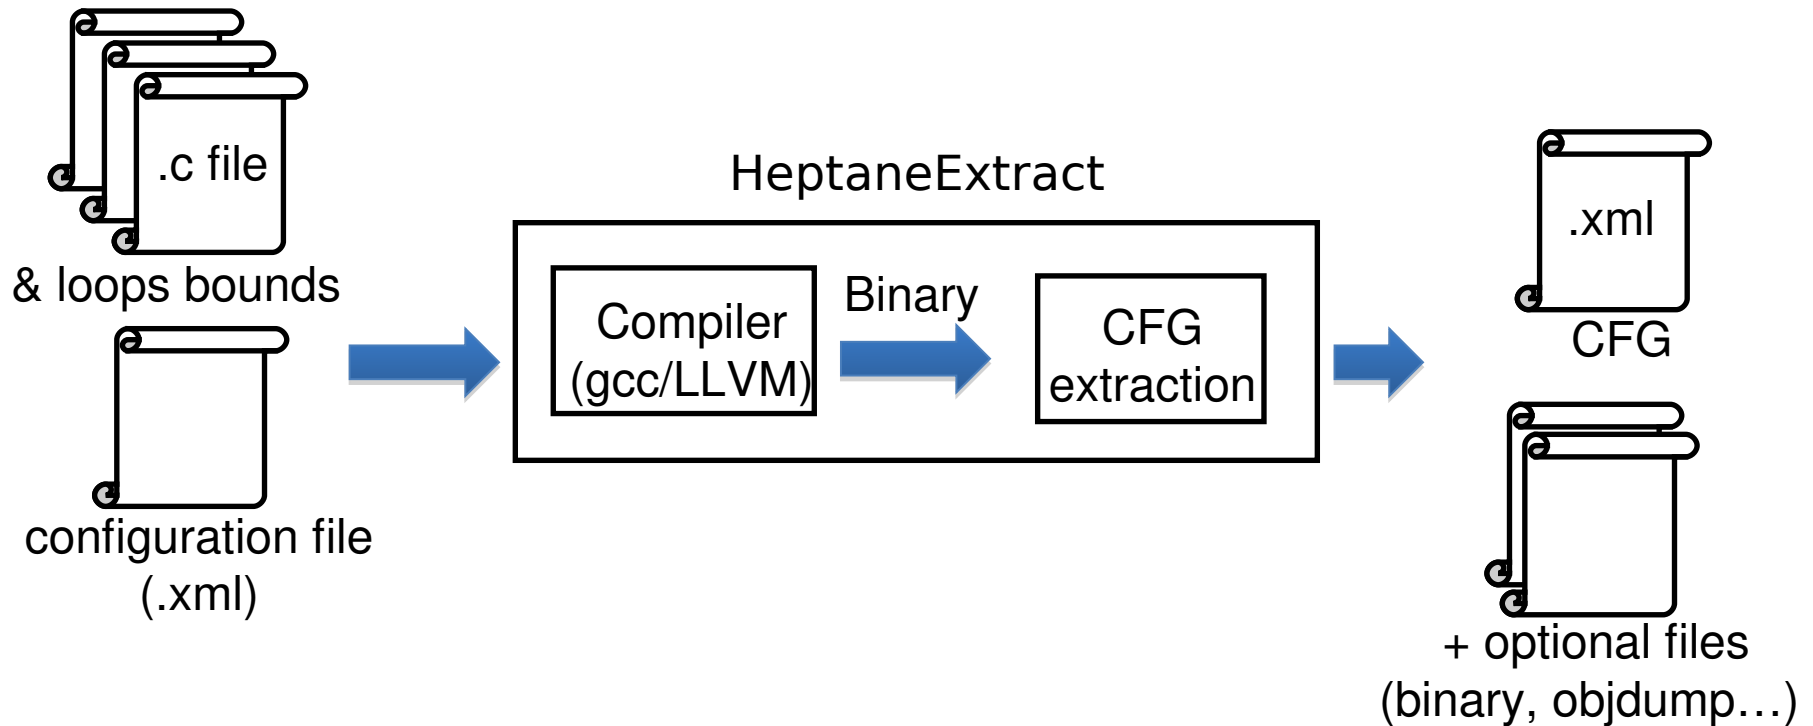 .c file
& loops bounds
configuration file
(.xml)
HeptaneExtract
Compiler
(gcc/LLVM)
Binary
CFG
extraction
.xml
CFG
+ optional files
(binary, objdump…)